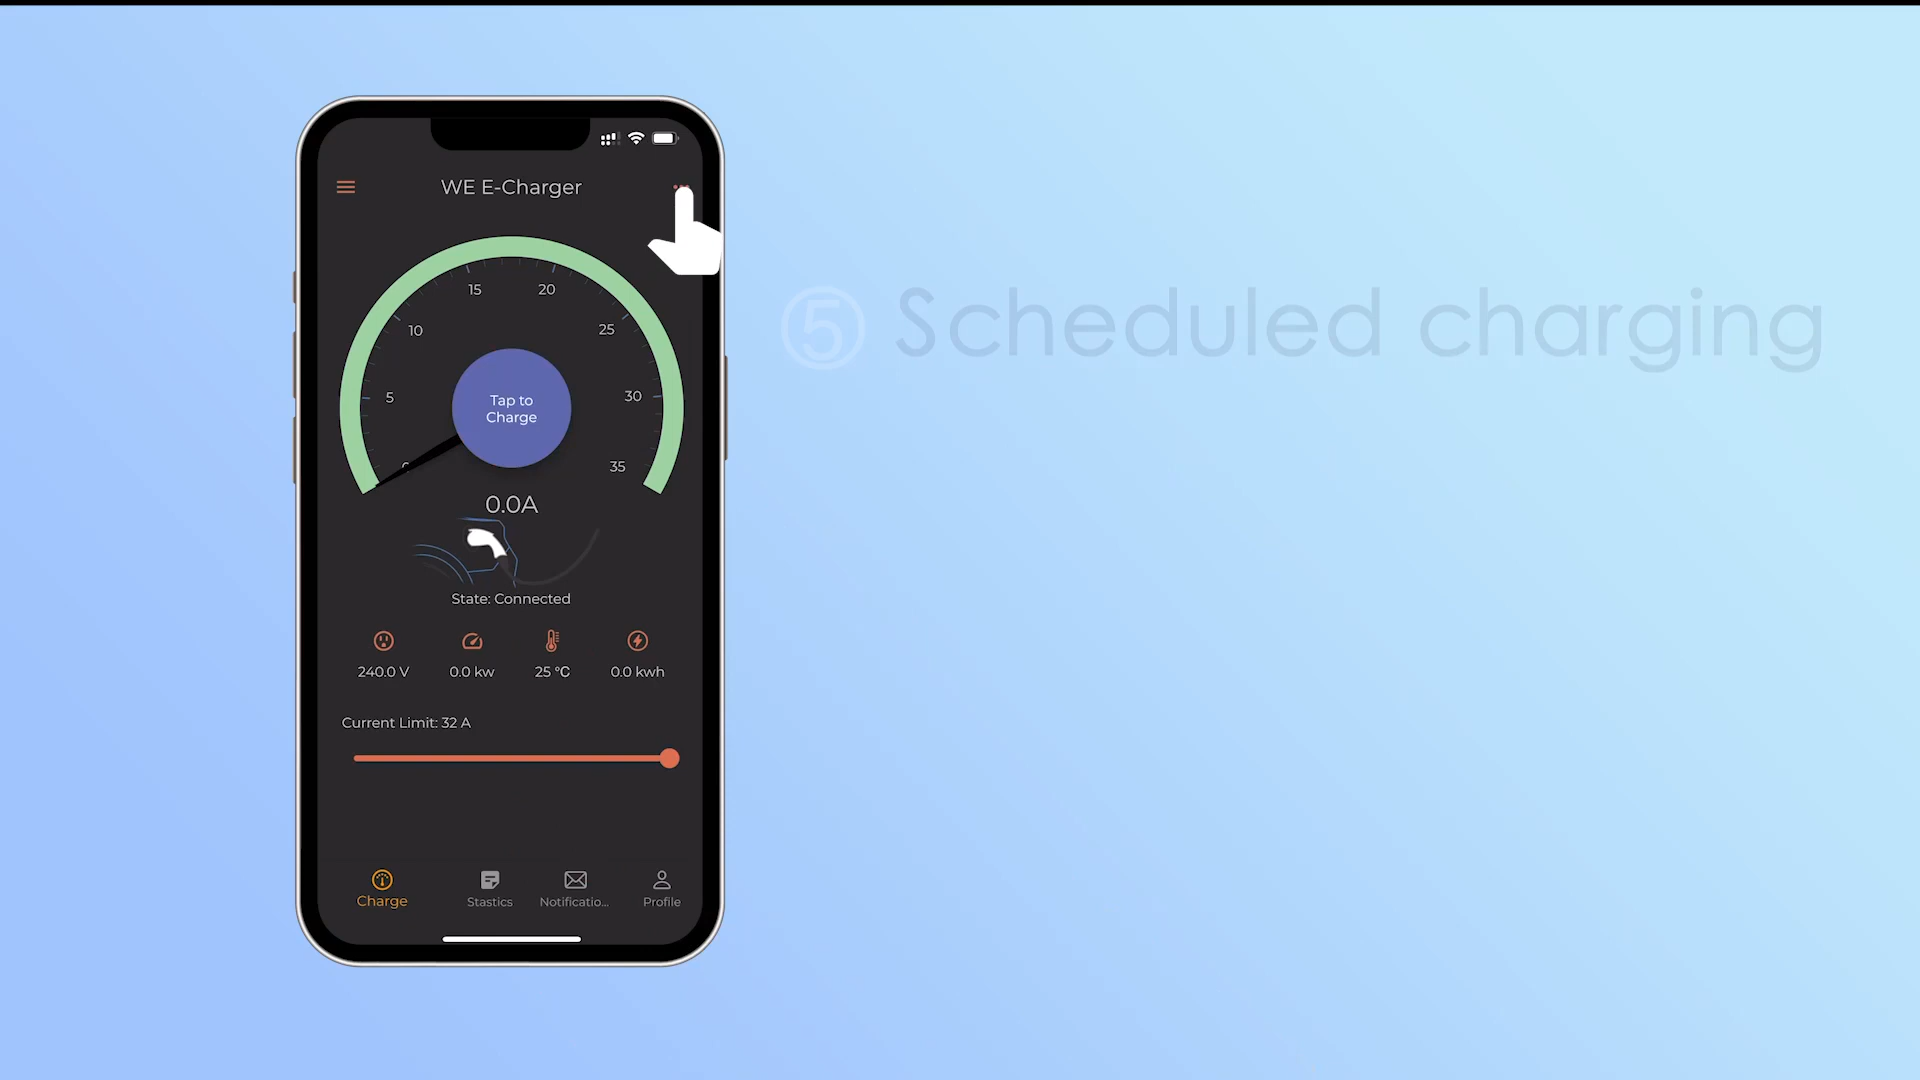 WE E-Charger
⑤ Scheduled charging
15
20
10
25
5
30
Tap to
Charge
35
0.0A
State: Connected
240.0 V
0.0 kw
25 ℃
0.0 kwh
Current Limit: 32 A
Charge
Stastics
Notificatio...
Profile